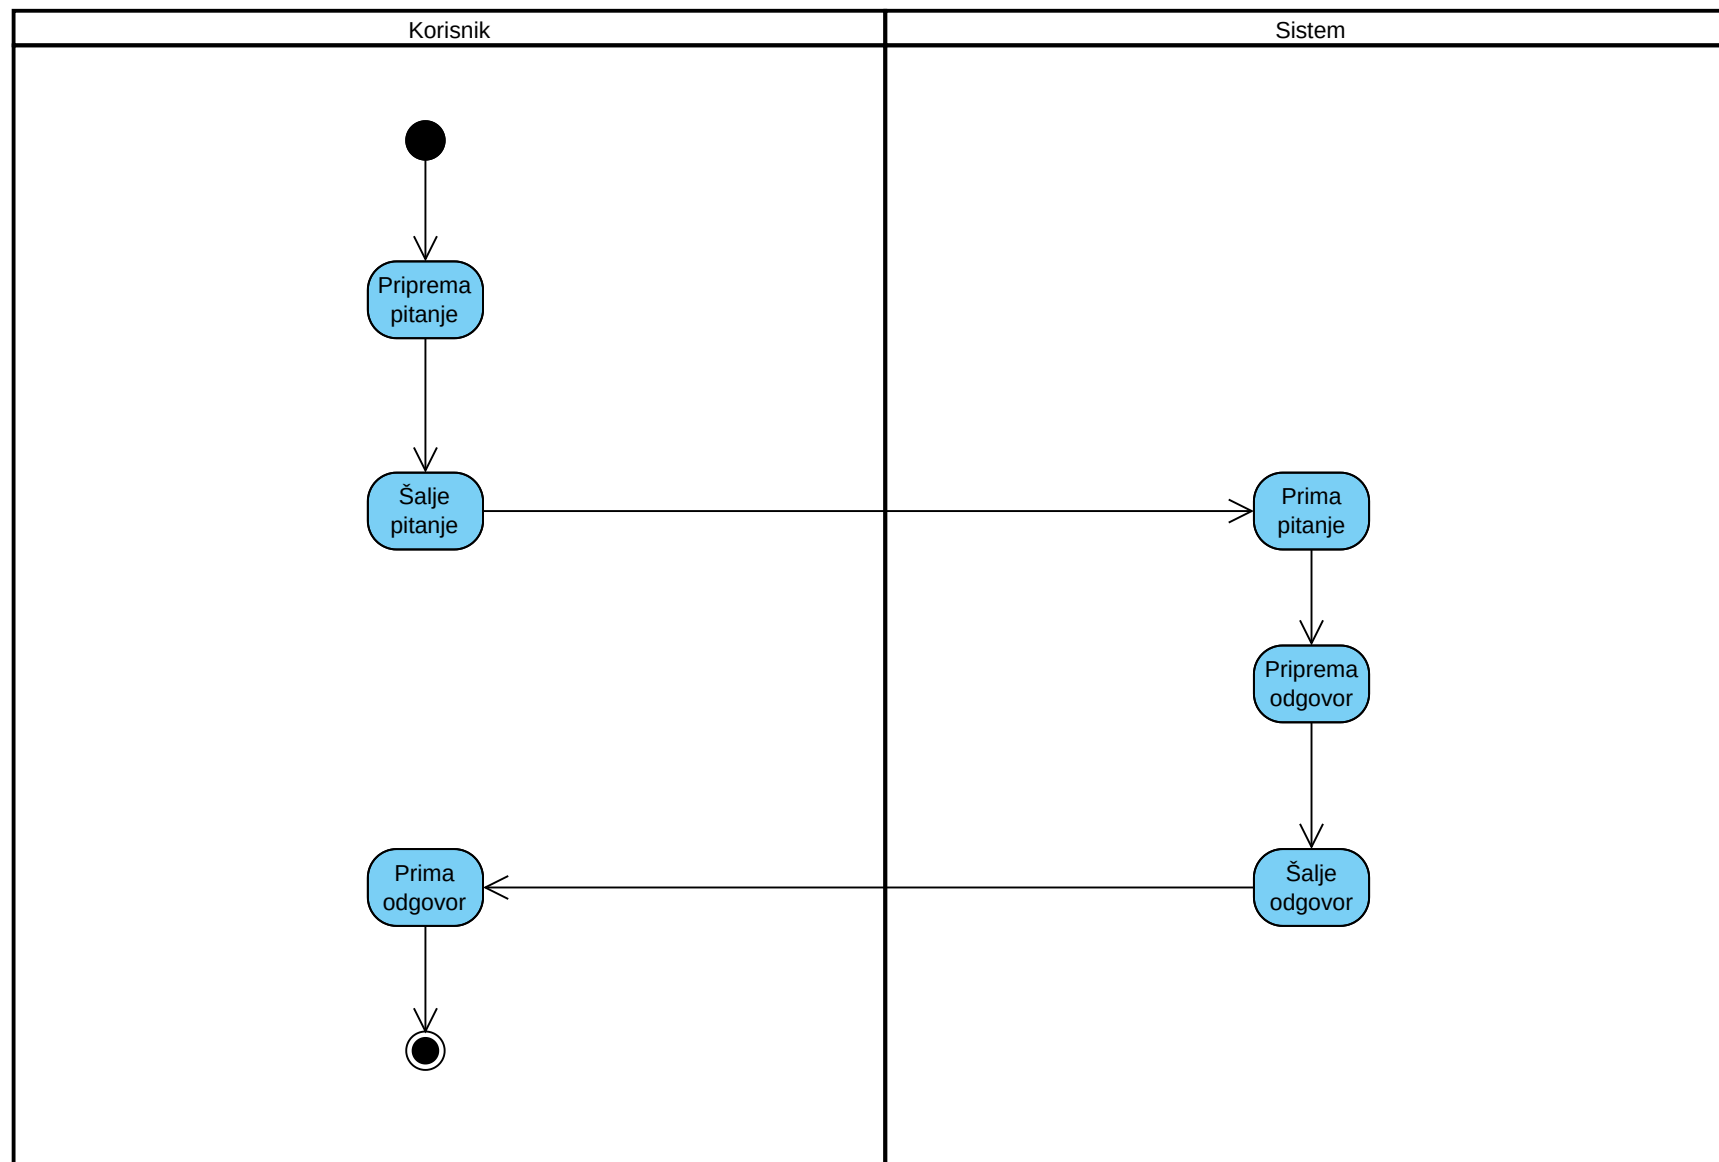 Korisnik
Sistem
Priprema
pitanje
Šalje
pitanje
Prima
pitanje
Priprema
odgovor
Šalje
odgovor
Prima
odgovor